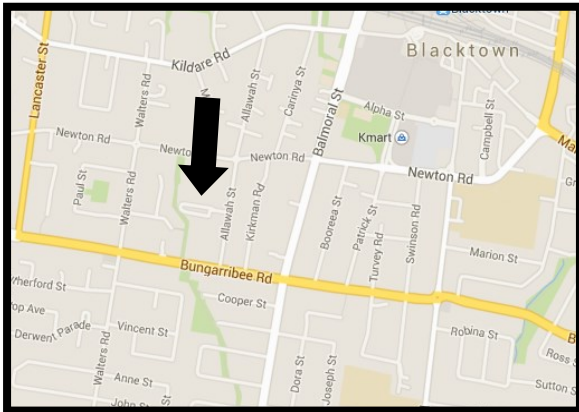 Blacktown
Blacktown
Lancaster St
Kildare Rd
Walters Rd
Allawah St
Carinya St
Balmoral St
Alpha St
Campbell St
Kmart
Newton Rd
Newton Rd
Newton Rd
Paul St
Walters Rd
Allawah St
Kirkman Rd
Booreea St
Patrick St
Turvey Rd
Swinson Rd
Marion St
Bungarribee Rd
Cooper St
Derwent Parade
Vincent St
Walters Rd
Anne St
Dora St
Joseph St
Robina St
Ross
Sutton S